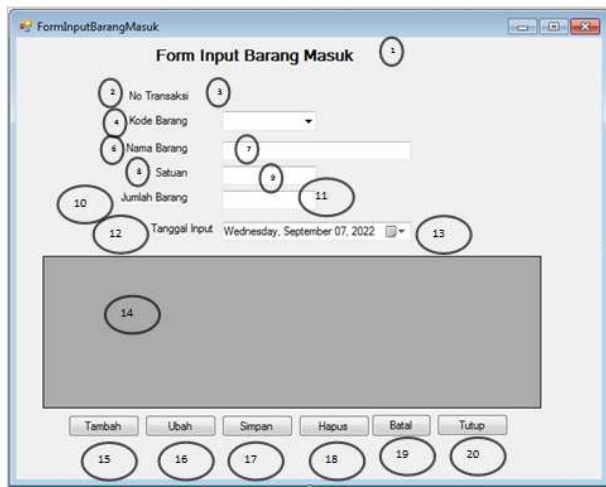 FormInputBarangMasuk
Form Input Barang Masuk 1
2 No Transaksi 3
4 Kode Barang
6 Nama Barang 7
8 Satuan 9
10 Jumlah Barang 11
12 Tanggal Input Wednesday, September 07, 2022 13
14
Tambah Ubah Simpan Hapus Batal Tutup
15 16 17 18 19 20